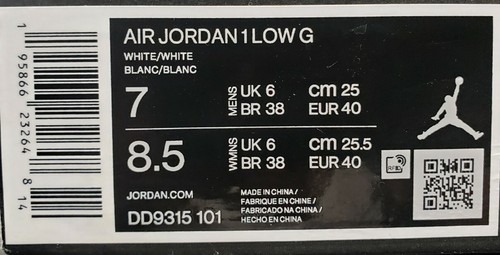 AIR JORDAN 1 LOW G
WHITE/WHITE
BLANC/BLANC
7 MENS UK 6 cm 25
BR 38 EUR 40
8.5 WMNS UK 6 cm 25.5
BR 38 EUR 40
JORDAN.COM
DD9315 101
MADE IN CHINA/
FABRIQUE EN CHINE/
FABRICADO NA CHINA/
HECHO EN CHINA
RFID
1 95866 23264 8 14